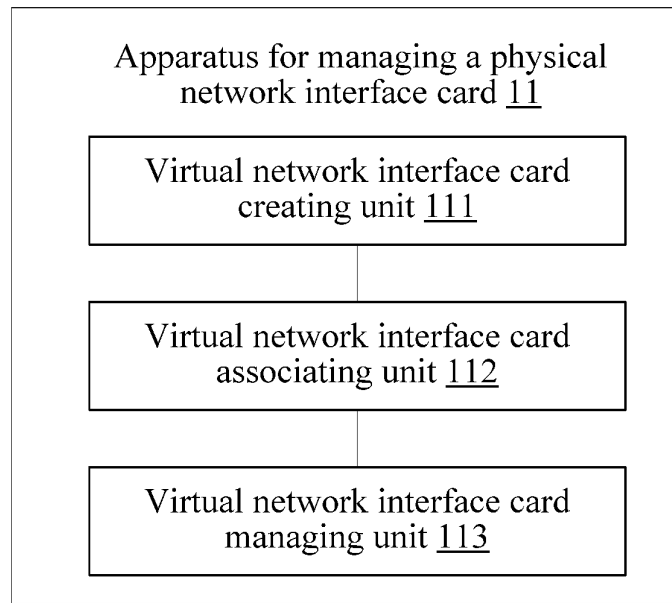 Apparatus for managing a physical
network interface card 11
Virtual network interface card
creating unit 111
Virtual network interface card
associating unit 112
Virtual network interface card
managing unit 113